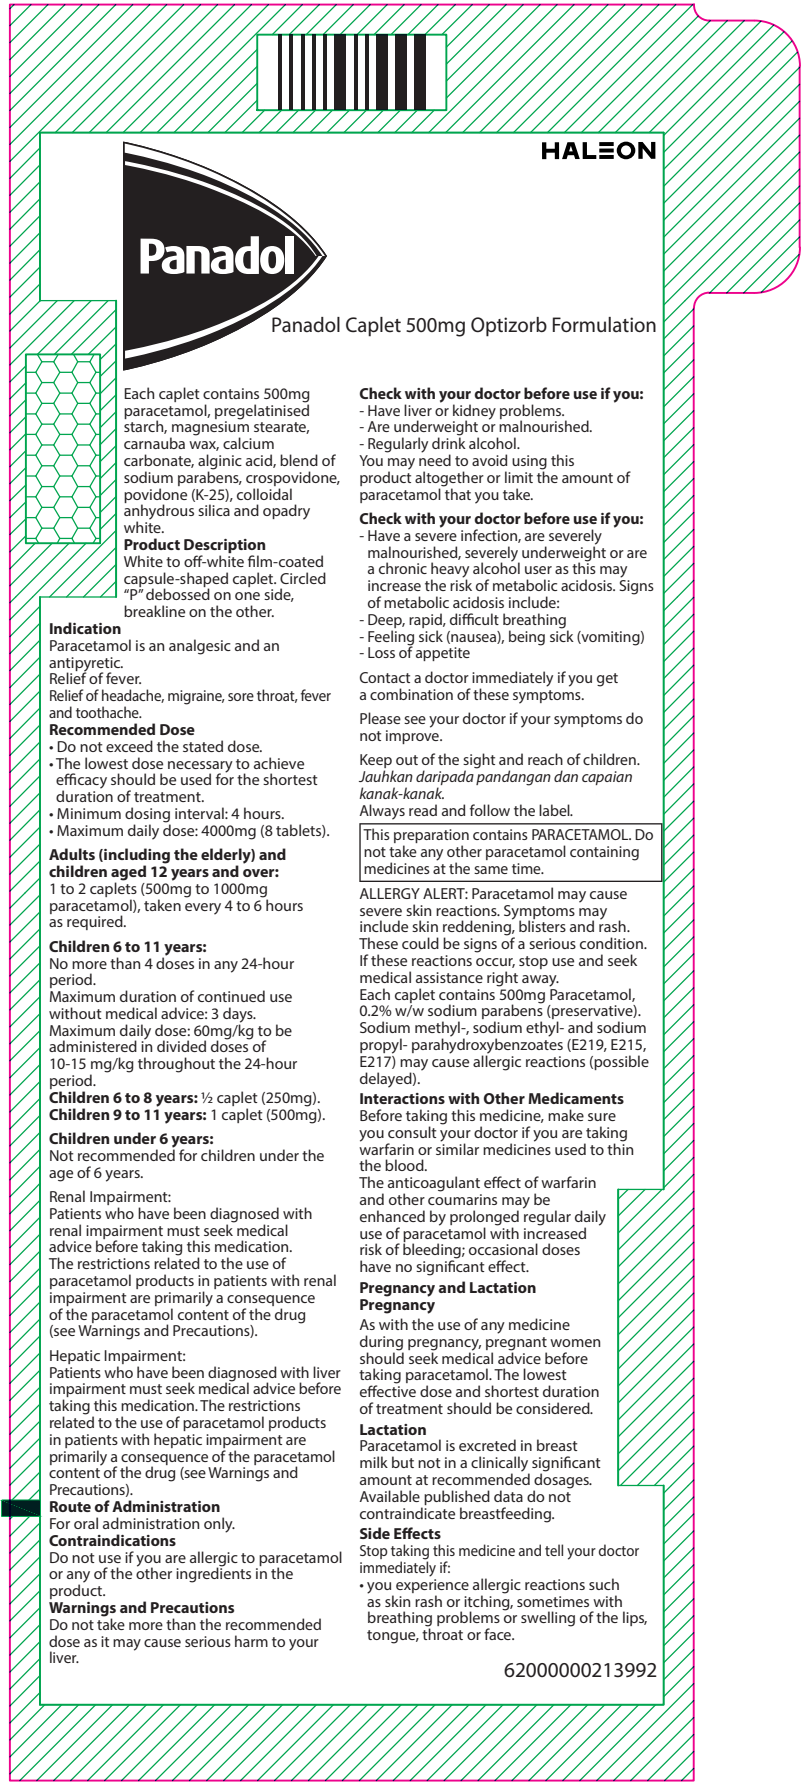 HALEON
Panadol
Panadol Caplet 500mg Optizorb Formulation
Each caplet contains 500mg
paracetamol, pregelatinised
starch, magnesium stearate,
carnauba wax, calcium
carbonate, alginic acid, blend of
sodium parabens, crospovidone,
povidone (K-25), colloidal
anhydrous silica and opadry
white.
Product Description
White to off-white film-coated
capsule-shaped caplet. Circled
“P” debossed on one side,
breakline on the other.
Indication
Paracetamol is an analgesic and an
antipyretic.
Relief of fever.
Relief of headache, migraine, sore throat, fever
and toothache.
Recommended Dose
• Do not exceed the stated dose.
• The lowest dose necessary to achieve
efficacy should be used for the shortest
duration of treatment.
• Minimum dosing interval: 4 hours.
• Maximum daily dose: 4000mg (8 tablets).
Adults (including the elderly) and
children aged 12 years and over:
1 to 2 caplets (500mg to 1000mg
paracetamol), taken every 4 to 6 hours
as required.
Children 6 to 11 years:
No more than 4 doses in any 24-hour
period.
Maximum duration of continued use
without medical advice: 3 days.
Maximum daily dose: 60mg/kg to be
administered in divided doses of
10-15 mg/kg throughout the 24-hour
period.
Children 6 to 8 years: ½ caplet (250mg).
Children 9 to 11 years: 1 caplet (500mg).
Children under 6 years:
Not recommended for children under the
age of 6 years.
Renal Impairment:
Patients who have been diagnosed with
renal impairment must seek medical
advice before taking this medication.
The restrictions related to the use of
paracetamol products in patients with renal
impairment are primarily a consequence
of the paracetamol content of the drug
(see Warnings and Precautions).
Hepatic Impairment:
Patients who have been diagnosed with liver
impairment must seek medical advice before
taking this medication. The restrictions
related to the use of paracetamol products
in patients with hepatic impairment are
primarily a consequence of the paracetamol
content of the drug (see Warnings and
Precautions).
Route of Administration
For oral administration only.
Contraindications
Do not use if you are allergic to paracetamol
or any of the other ingredients in the
product.
Warnings and Precautions
Do not take more than the recommended
dose as it may cause serious harm to your
liver.
Check with your doctor before use if you:
- Have liver or kidney problems.
- Are underweight or malnourished.
- Regularly drink alcohol.
You may need to avoid using this
product altogether or limit the amount of
paracetamol that you take.
Check with your doctor before use if you:
- Have a severe infection, are severely
malnourished, severely underweight or are
a chronic heavy alcohol user as this may
increase the risk of metabolic acidosis. Signs
of metabolic acidosis include:
- Deep, rapid, difficult breathing
- Feeling sick (nausea), being sick (vomiting)
- Loss of appetite
Contact a doctor immediately if you get
a combination of these symptoms.
Please see your doctor if your symptoms do
not improve.
Keep out of the sight and reach of children.
Jauhkan daripada pandangan dan capaian
kanak-kanak.
Always read and follow the label.
This preparation contains PARACETAMOL. Do
not take any other paracetamol containing
medicines at the same time.
ALLERGY ALERT: Paracetamol may cause
severe skin reactions. Symptoms may
include skin reddening, blisters and rash.
These could be signs of a serious condition.
If these reactions occur, stop use and seek
medical assistance right away.
Each caplet contains 500mg Paracetamol,
0.2% w/w sodium parabens (preservative).
Sodium methyl-, sodium ethyl- and sodium
propyl- parahydroxybenzoates (E219, E215,
E217) may cause allergic reactions (possible
delayed).
Interactions with Other Medicaments
Before taking this medicine, make sure
you consult your doctor if you are taking
warfarin or similar medicines used to thin
the blood.
The anticoagulant effect of warfarin
and other coumarins may be
enhanced by prolonged regular daily
use of paracetamol with increased
risk of bleeding; occasional doses
have no significant effect.
Pregnancy and Lactation
Pregnancy
As with the use of any medicine
during pregnancy, pregnant women
should seek medical advice before
taking paracetamol. The lowest
effective dose and shortest duration
of treatment should be considered.
Lactation
Paracetamol is excreted in breast
milk but not in a clinically significant
amount at recommended dosages.
Available published data do not
contraindicate breastfeeding.
Side Effects
Stop taking this medicine and tell your doctor
immediately if:
• you experience allergic reactions such
as skin rash or itching, sometimes with
breathing problems or swelling of the lips,
tongue, throat or face.
62000000213992